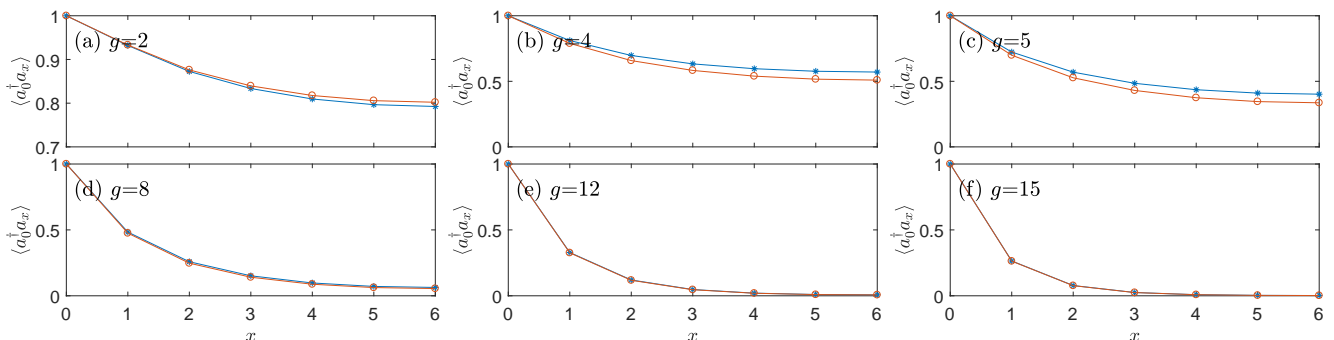 1
0.9
0.8
0.7
⟨a₀†aₓ⟩
(a) g=2
1
0.5
0
⟨a₀†aₓ⟩
(b) g=4
1
0.5
0
⟨a₀†aₓ⟩
(c) g=5
1
0.5
0
⟨a₀†aₓ⟩
(d) g=8
0 1 2 3 4 5 6
x
1
0.5
0
⟨a₀†aₓ⟩
(e) g=12
0 1 2 3 4 5 6
x
1
0.5
0
⟨a₀†aₓ⟩
(f) g=15
0 1 2 3 4 5 6
x